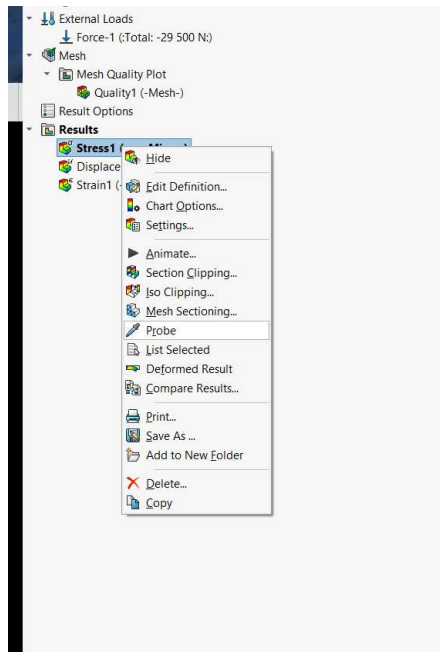 External Loads
Force-1 (:Total: -29 500 N:)
Mesh
Mesh Quality Plot
Quality1 (-Mesh-)
Result Options
Results
Stress1 (
Displace
Strain1 (-
Hide
Edit Definition...
Chart Options...
Settings...
Animate...
Section Clipping...
Iso Clipping...
Mesh Sectioning...
Probe
List Selected
Deformed Result
Compare Results...
Print...
Save As ...
Add to New Folder
Delete...
Copy